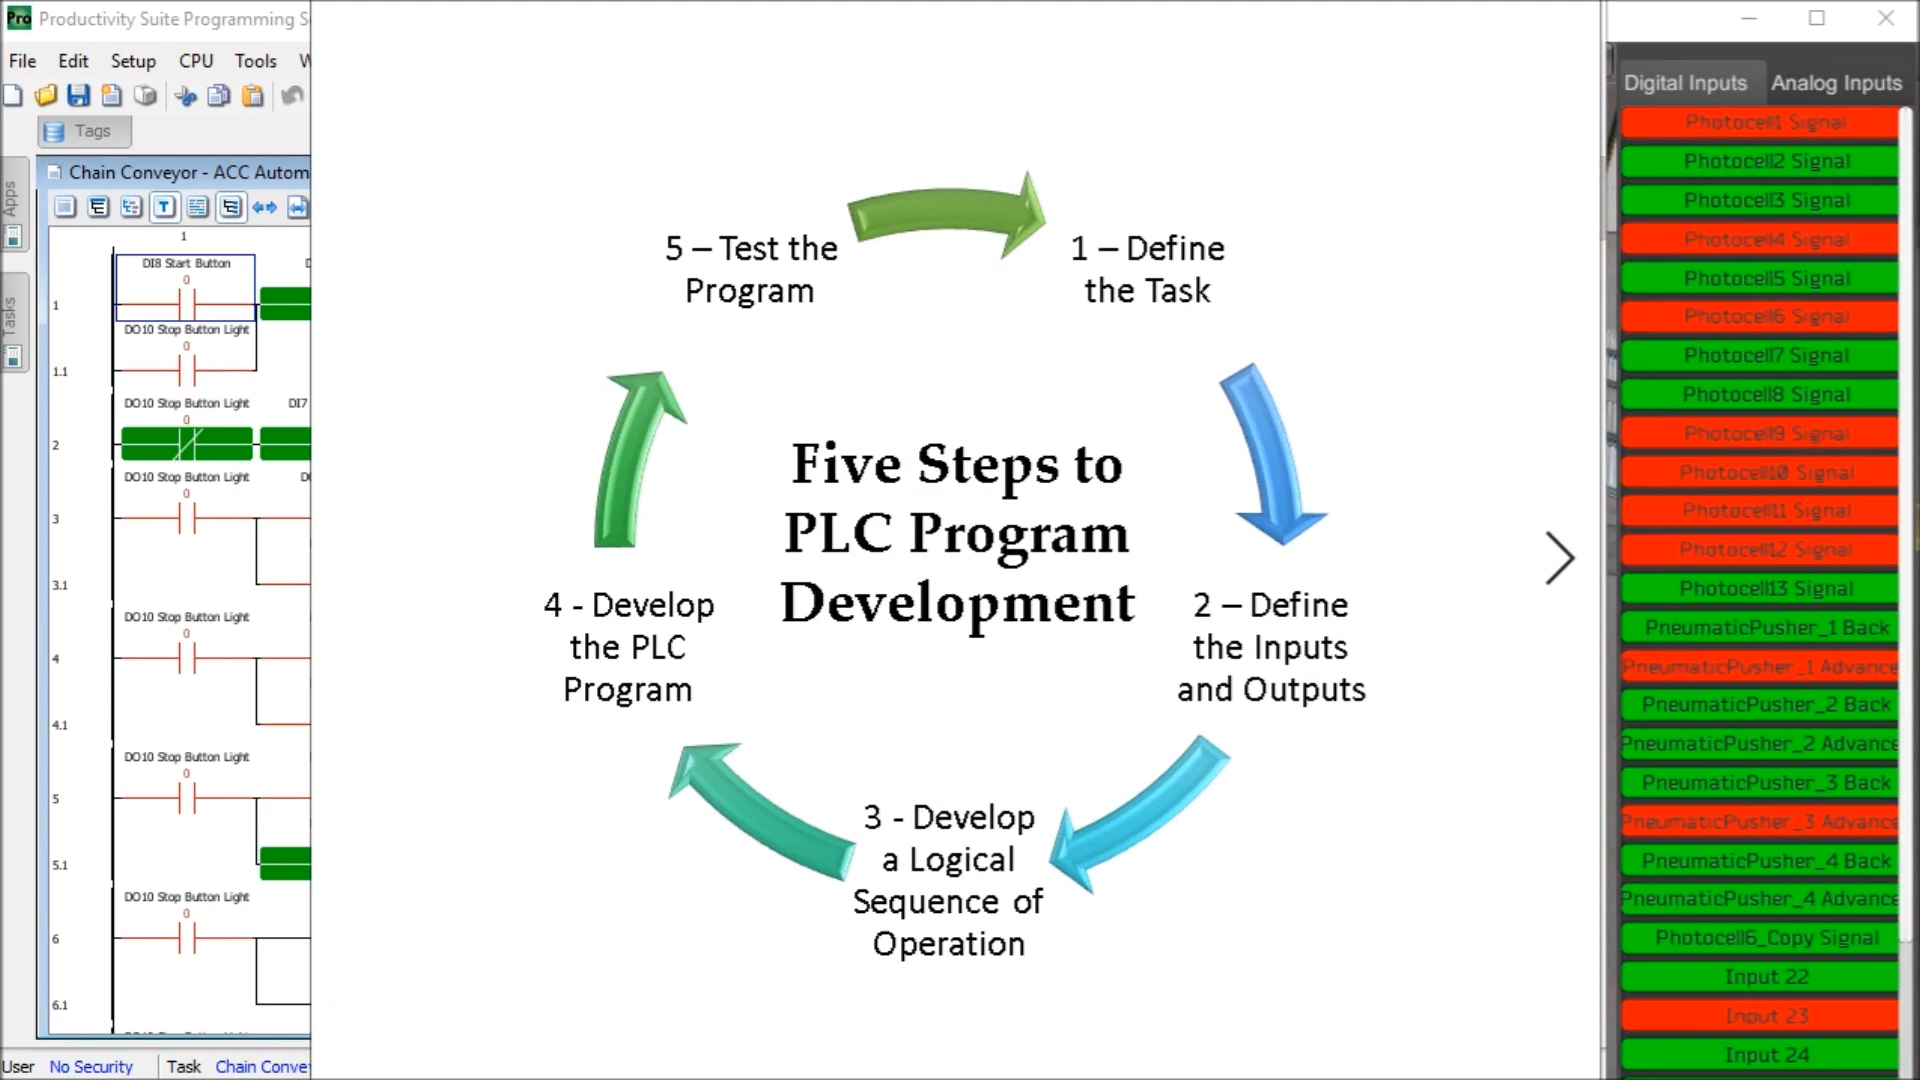 Pro Productivity Suite Programming S
File Edit Setup CPU Tools W
Tags
Apps
Tasks
Chain Conveyor - ACC Autom
T
1
DI8 Start Button
0
1
DO10 Stop Button Light
0
1.1
DO10 Stop Button Light DI7
0
2
DO10 Stop Button Light
0
3
3.1
DO10 Stop Button Light
0
4
4.1
DO10 Stop Button Light
0
5
5.1
DO10 Stop Button Light
0
6
6.1
User No Security Task Chain Convey
5 – Test the
Program
1 – Define
the Task
Five Steps to
PLC Program
Development
4 - Develop
the PLC
Program
2 – Define
the Inputs
and Outputs
3 - Develop
a Logical
Sequence of
Operation
Digital Inputs Analog Inputs
Photocell1 Signal
Photocell2 Signal
Photocell3 Signal
Photocell4 Signal
Photocell5 Signal
Photocell6 Signal
Photocell7 Signal
Photocell8 Signal
Photocell9 Signal
Photocell10 Signal
Photocell11 Signal
Photocell12 Signal
Photocell13 Signal
PneumaticPusher_1 Back
PneumaticPusher_1 Advance
PneumaticPusher_2 Back
PneumaticPusher_2 Advance
PneumaticPusher_3 Back
PneumaticPusher_3 Advance
PneumaticPusher_4 Back
PneumaticPusher_4 Advance
Photocell6_Copy Signal
Input 22
Input 23
Input 24